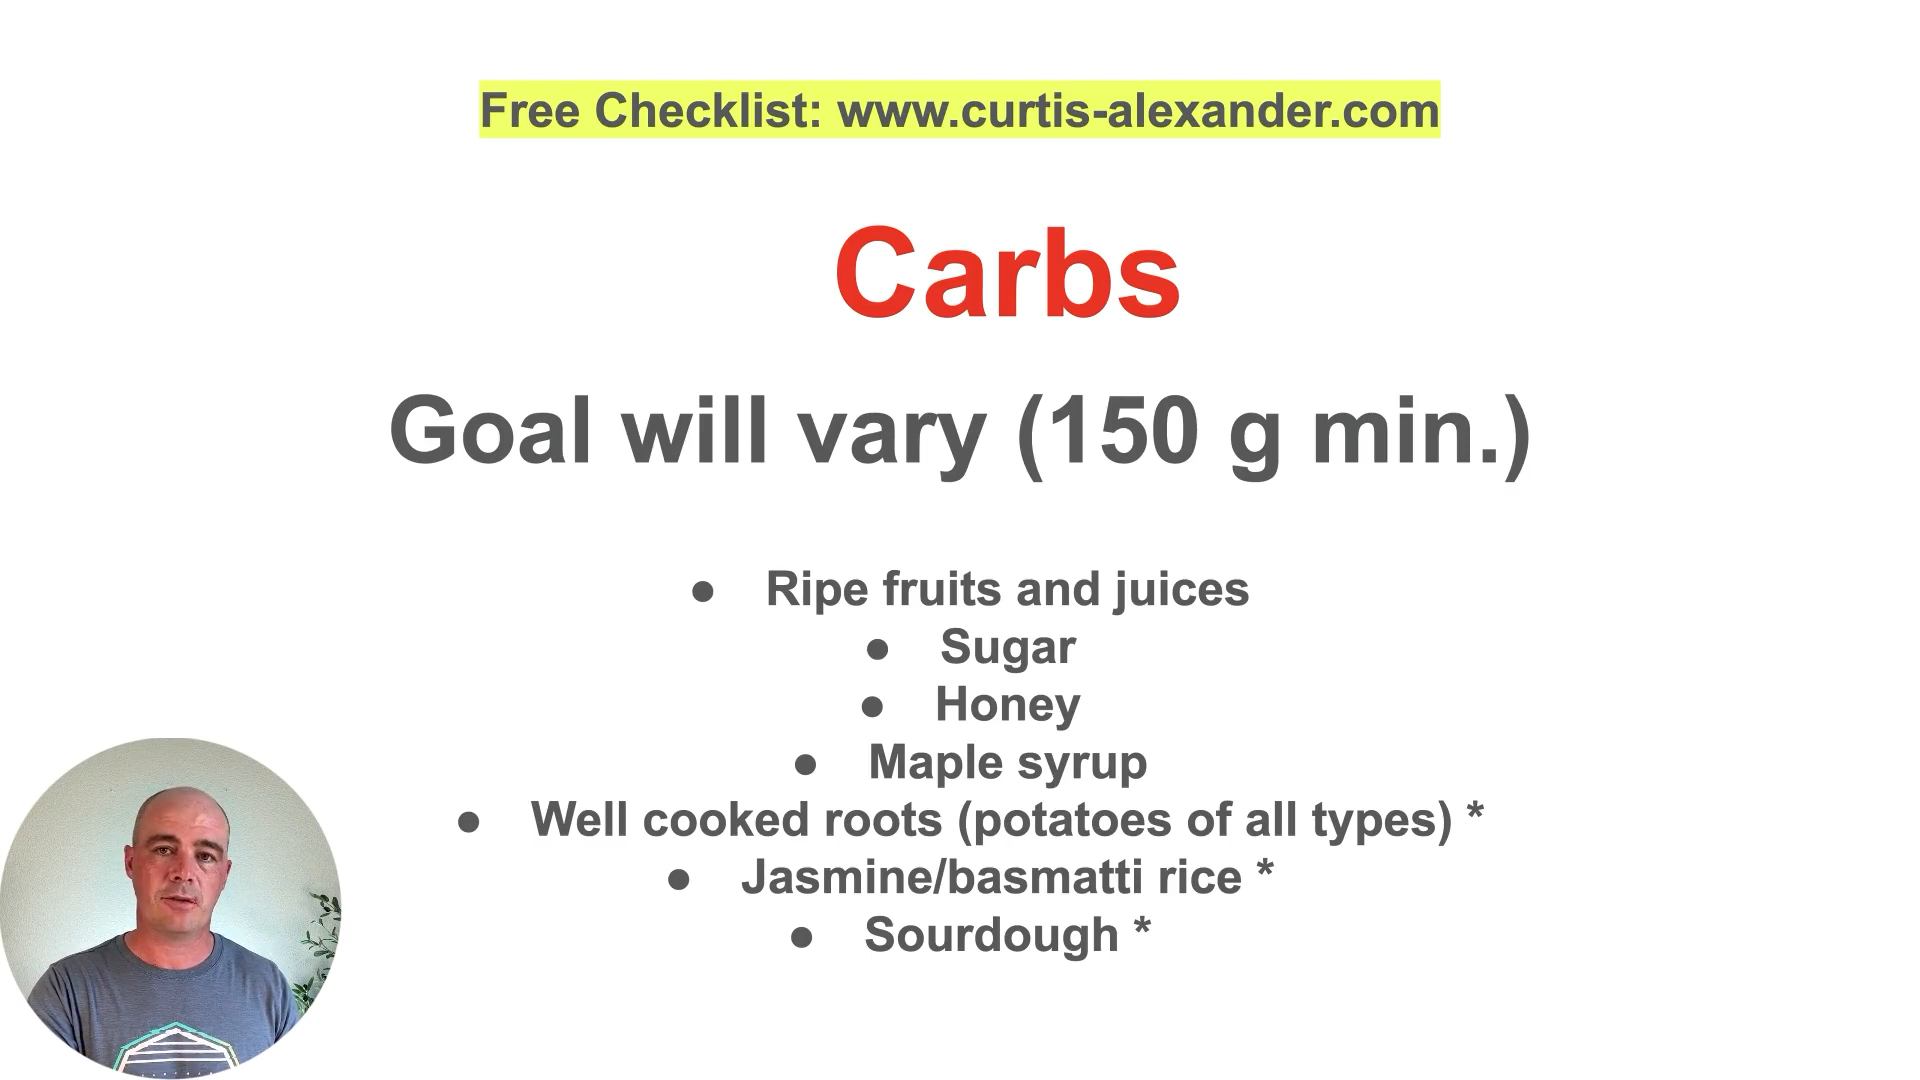 Free Checklist: www.curtis-alexander.com
Carbs
Goal will vary (150 g min.)
● Ripe fruits and juices
● Sugar
● Honey
● Maple syrup
● Well cooked roots (potatoes of all types) *
● Jasmine/basmatti rice *
● Sourdough *